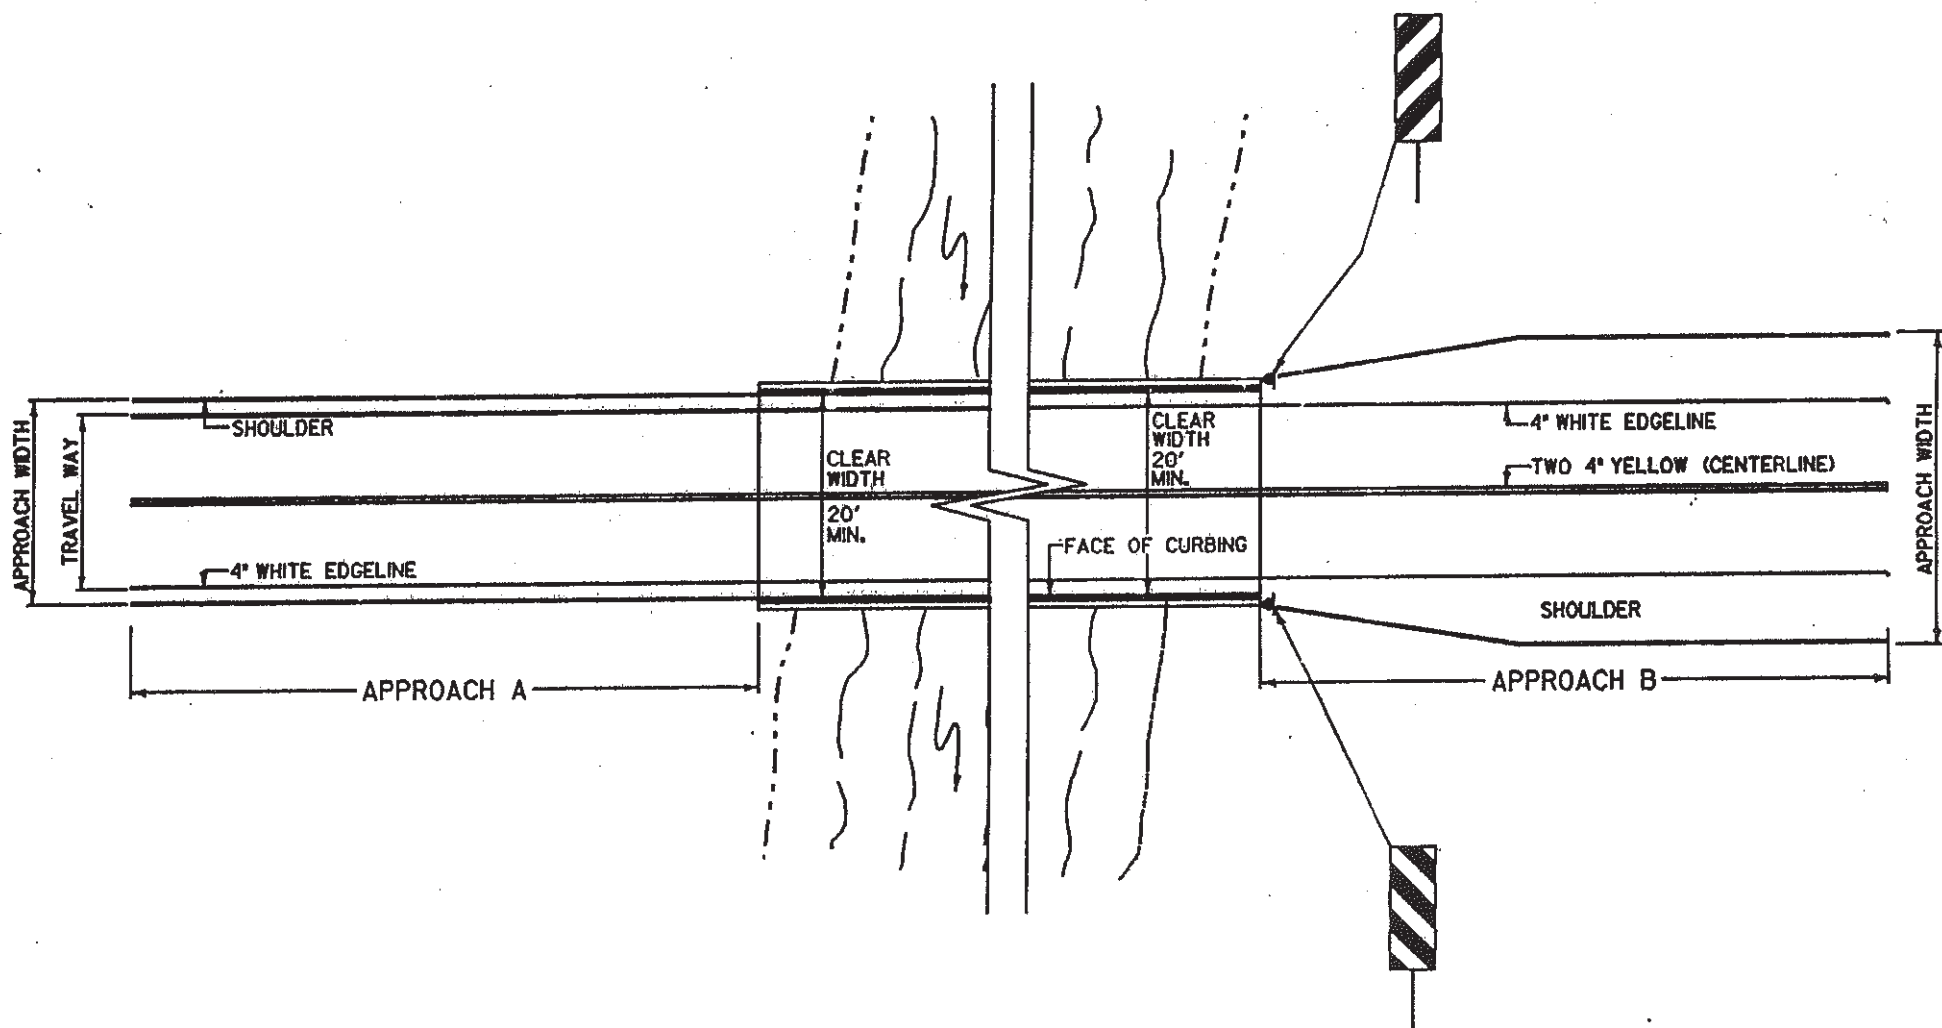 APPROACH WIDTH
TRAVEL WAY
SHOULDER
4" WHITE EDGELINE
CLEAR
WIDTH
20'
MIN.
CLEAR
WIDTH
20'
MIN.
FACE OF CURBING
4" WHITE EDGELINE
TWO 4" YELLOW (CENTERLINE)
SHOULDER
APPROACH WIDTH
APPROACH A
APPROACH B